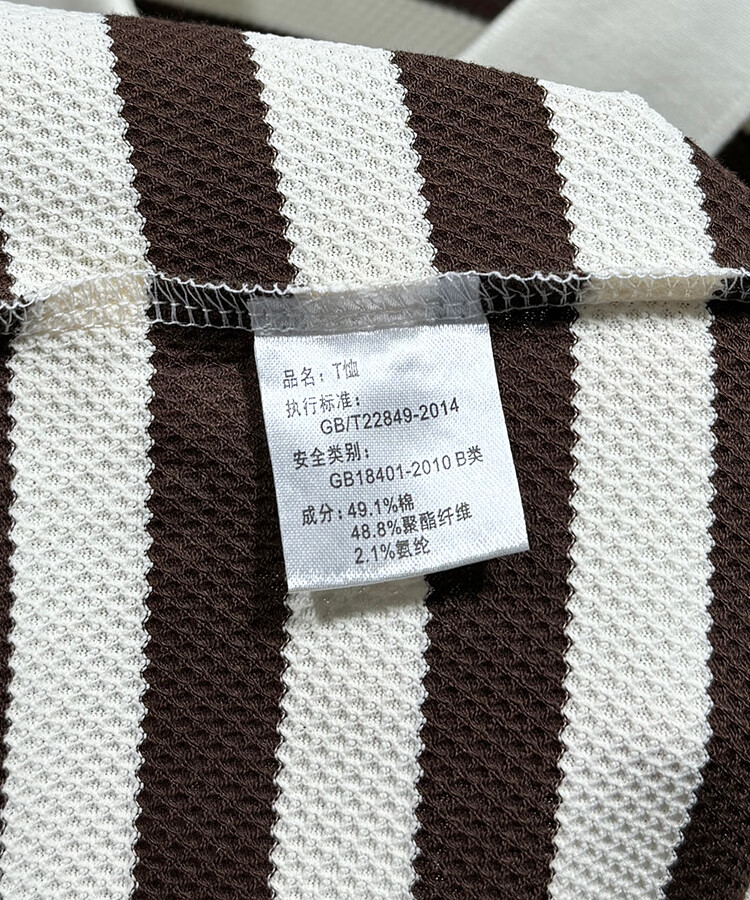 品名：T恤
执行标准：
GB/T22849-2014
安全类别：
GB18401-2010 B类
成分：49.1%棉
48.8%聚酯纤维
2.1%氨纶